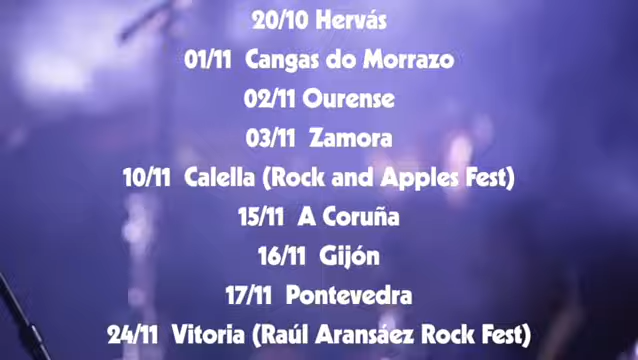 20/10 Hervás
01/11 Cangas do Morrazo
02/11 Ourense
03/11 Zamora
10/11 Calella (Rock and Apples Fest)
15/11 A Coruña
16/11 Gijón
17/11 Pontevedra
24/11 Vitoria (Raúl Aransáez Rock Fest)